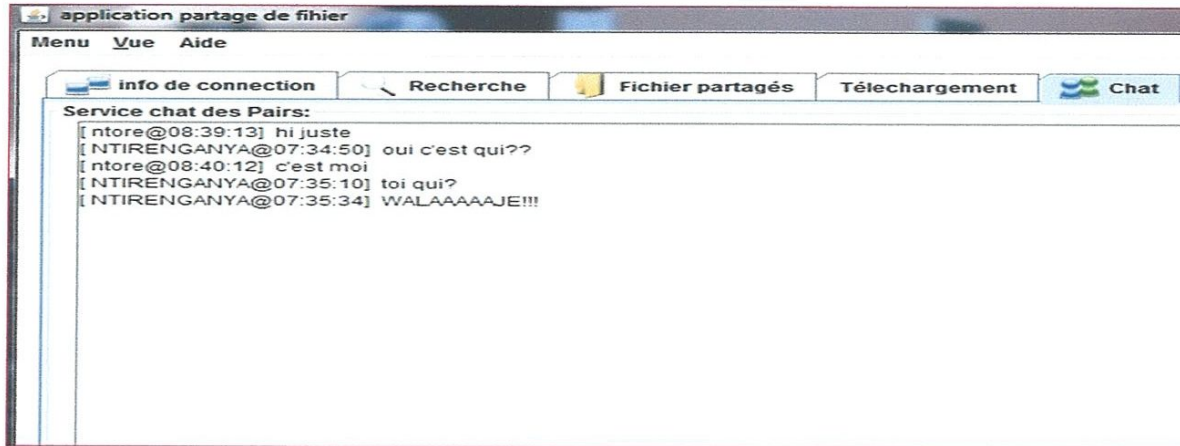 application partage de fihier
Menu Vue Aide
info de connection Recherche Fichier partagés Télechargement Chat
Service chat des Pairs:
[ ntore@08:39:13] hi juste
[ NTIRENGANYA@07:34:50] oui c'est qui??
[ ntore@08:40:12] c'est moi
[ NTIRENGANYA@07:35:10] toi qui?
[ NTIRENGANYA@07:35:34] WALAAAAAJE!!!